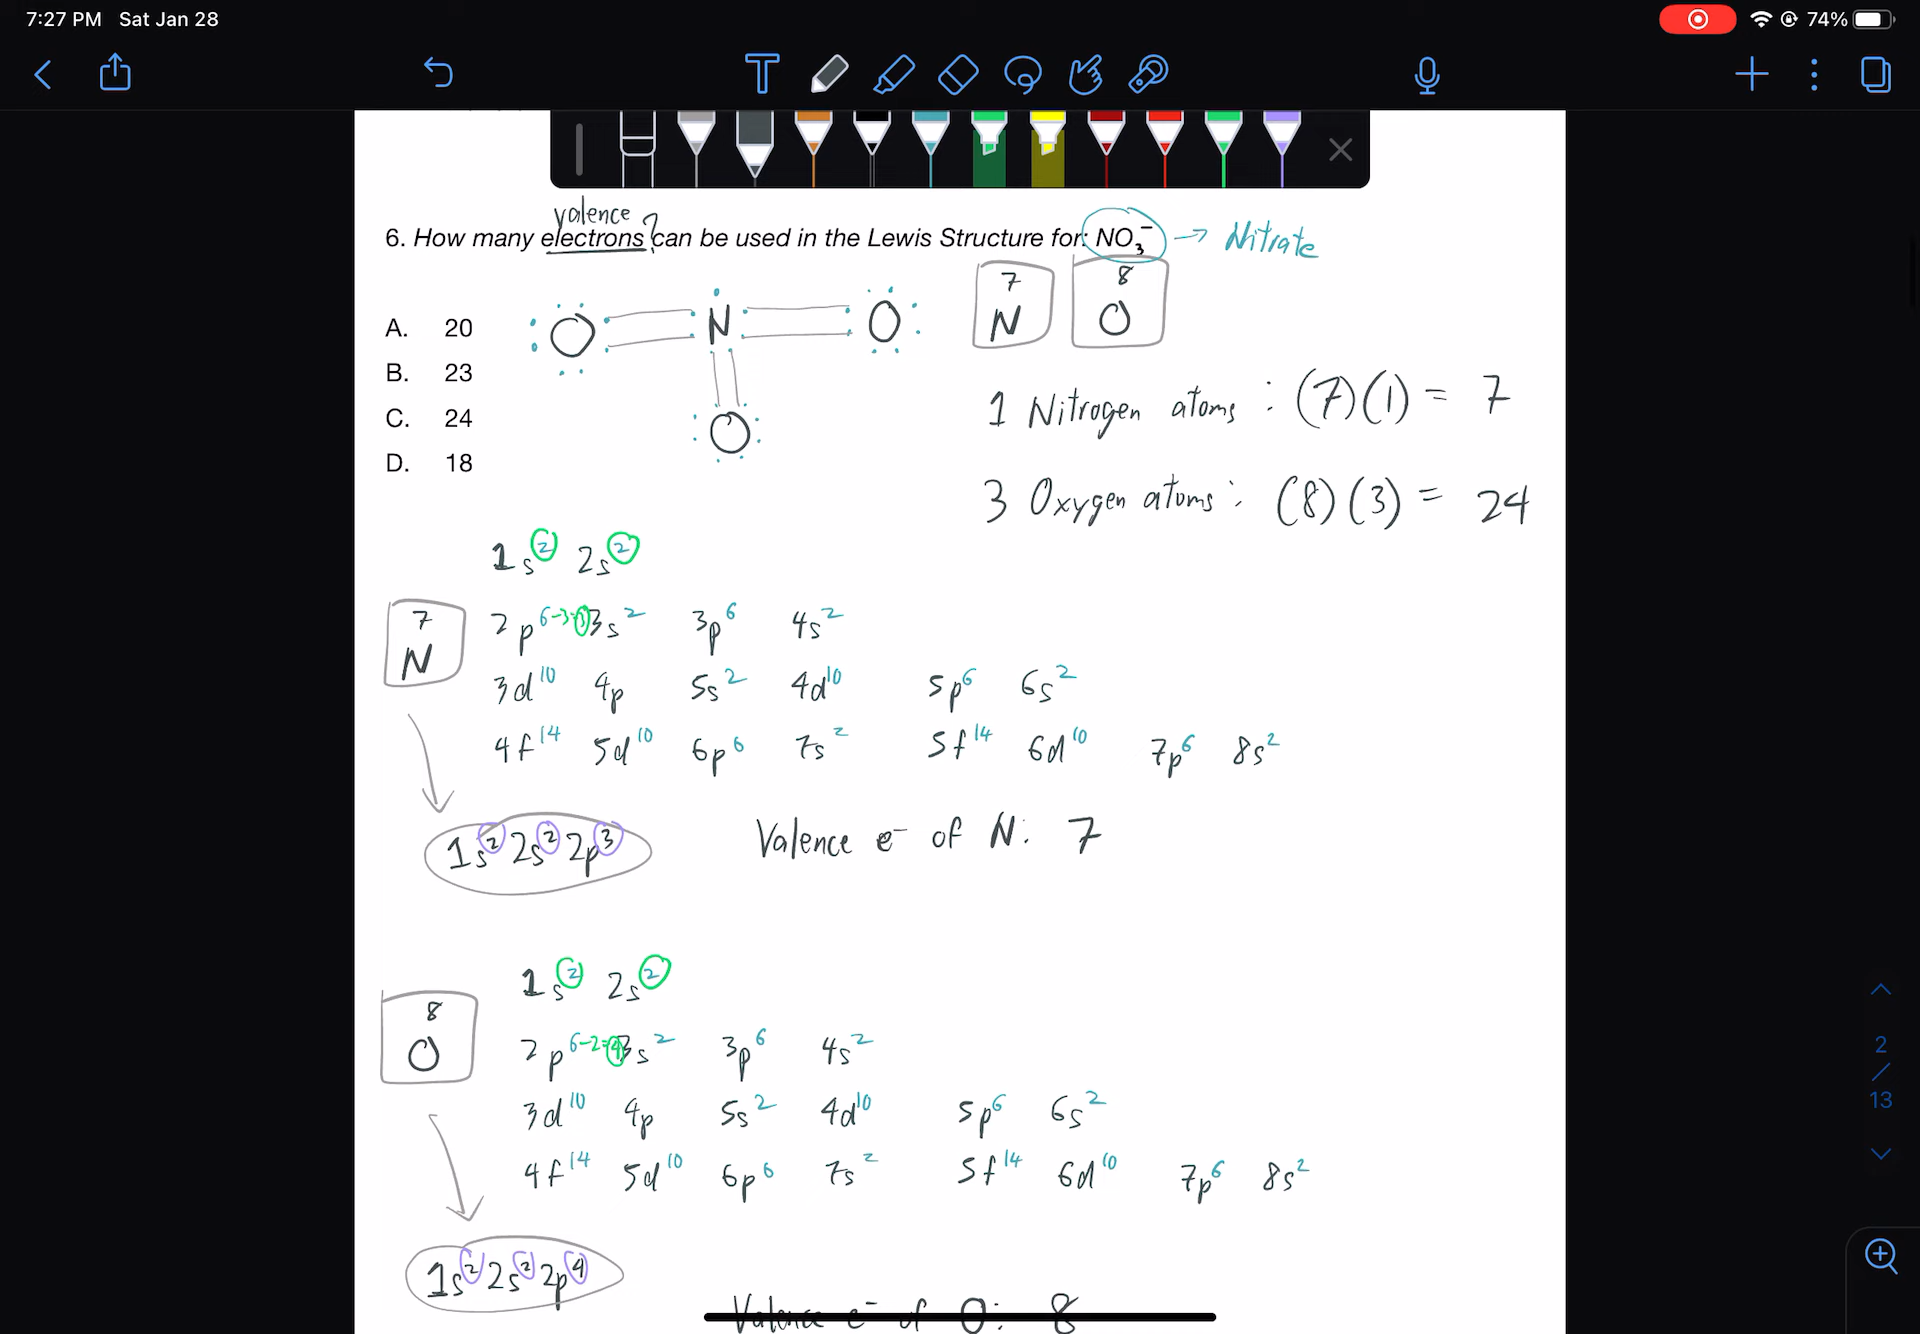 7:27 PM Sat Jan 28
74%
T
valence ?
6. How many electrons can be used in the Lewis Structure for: NO₃⁻ → Nitrate
7
N
8
O
A. 20
B. 23
C. 24
D. 18
O N O
O
1 Nitrogen atoms : (7)(1) = 7
3 Oxygen atoms : (8)(3) = 24
7
N
1s² 2s²
2p⁶⁻³⁼³ 3s² 3p⁶ 4s²
3d¹⁰ 4p 5s² 4d¹⁰ 5p⁶ 6s²
4f¹⁴ 5d¹⁰ 6p⁶ 7s² 5f¹⁴ 6d¹⁰ 7p⁶ 8s²
1s² 2s² 2p³
Valence e⁻ of N: 7
8
O
1s² 2s²
2p⁶⁻²⁼⁴ 3s² 3p⁶ 4s²
3d¹⁰ 4p 5s² 4d¹⁰ 5p⁶ 6s²
4f¹⁴ 5d¹⁰ 6p⁶ 7s² 5f¹⁴ 6d¹⁰ 7p⁶ 8s²
1s² 2s² 2p⁴
Valence e⁻ of O: 8
2
/
13